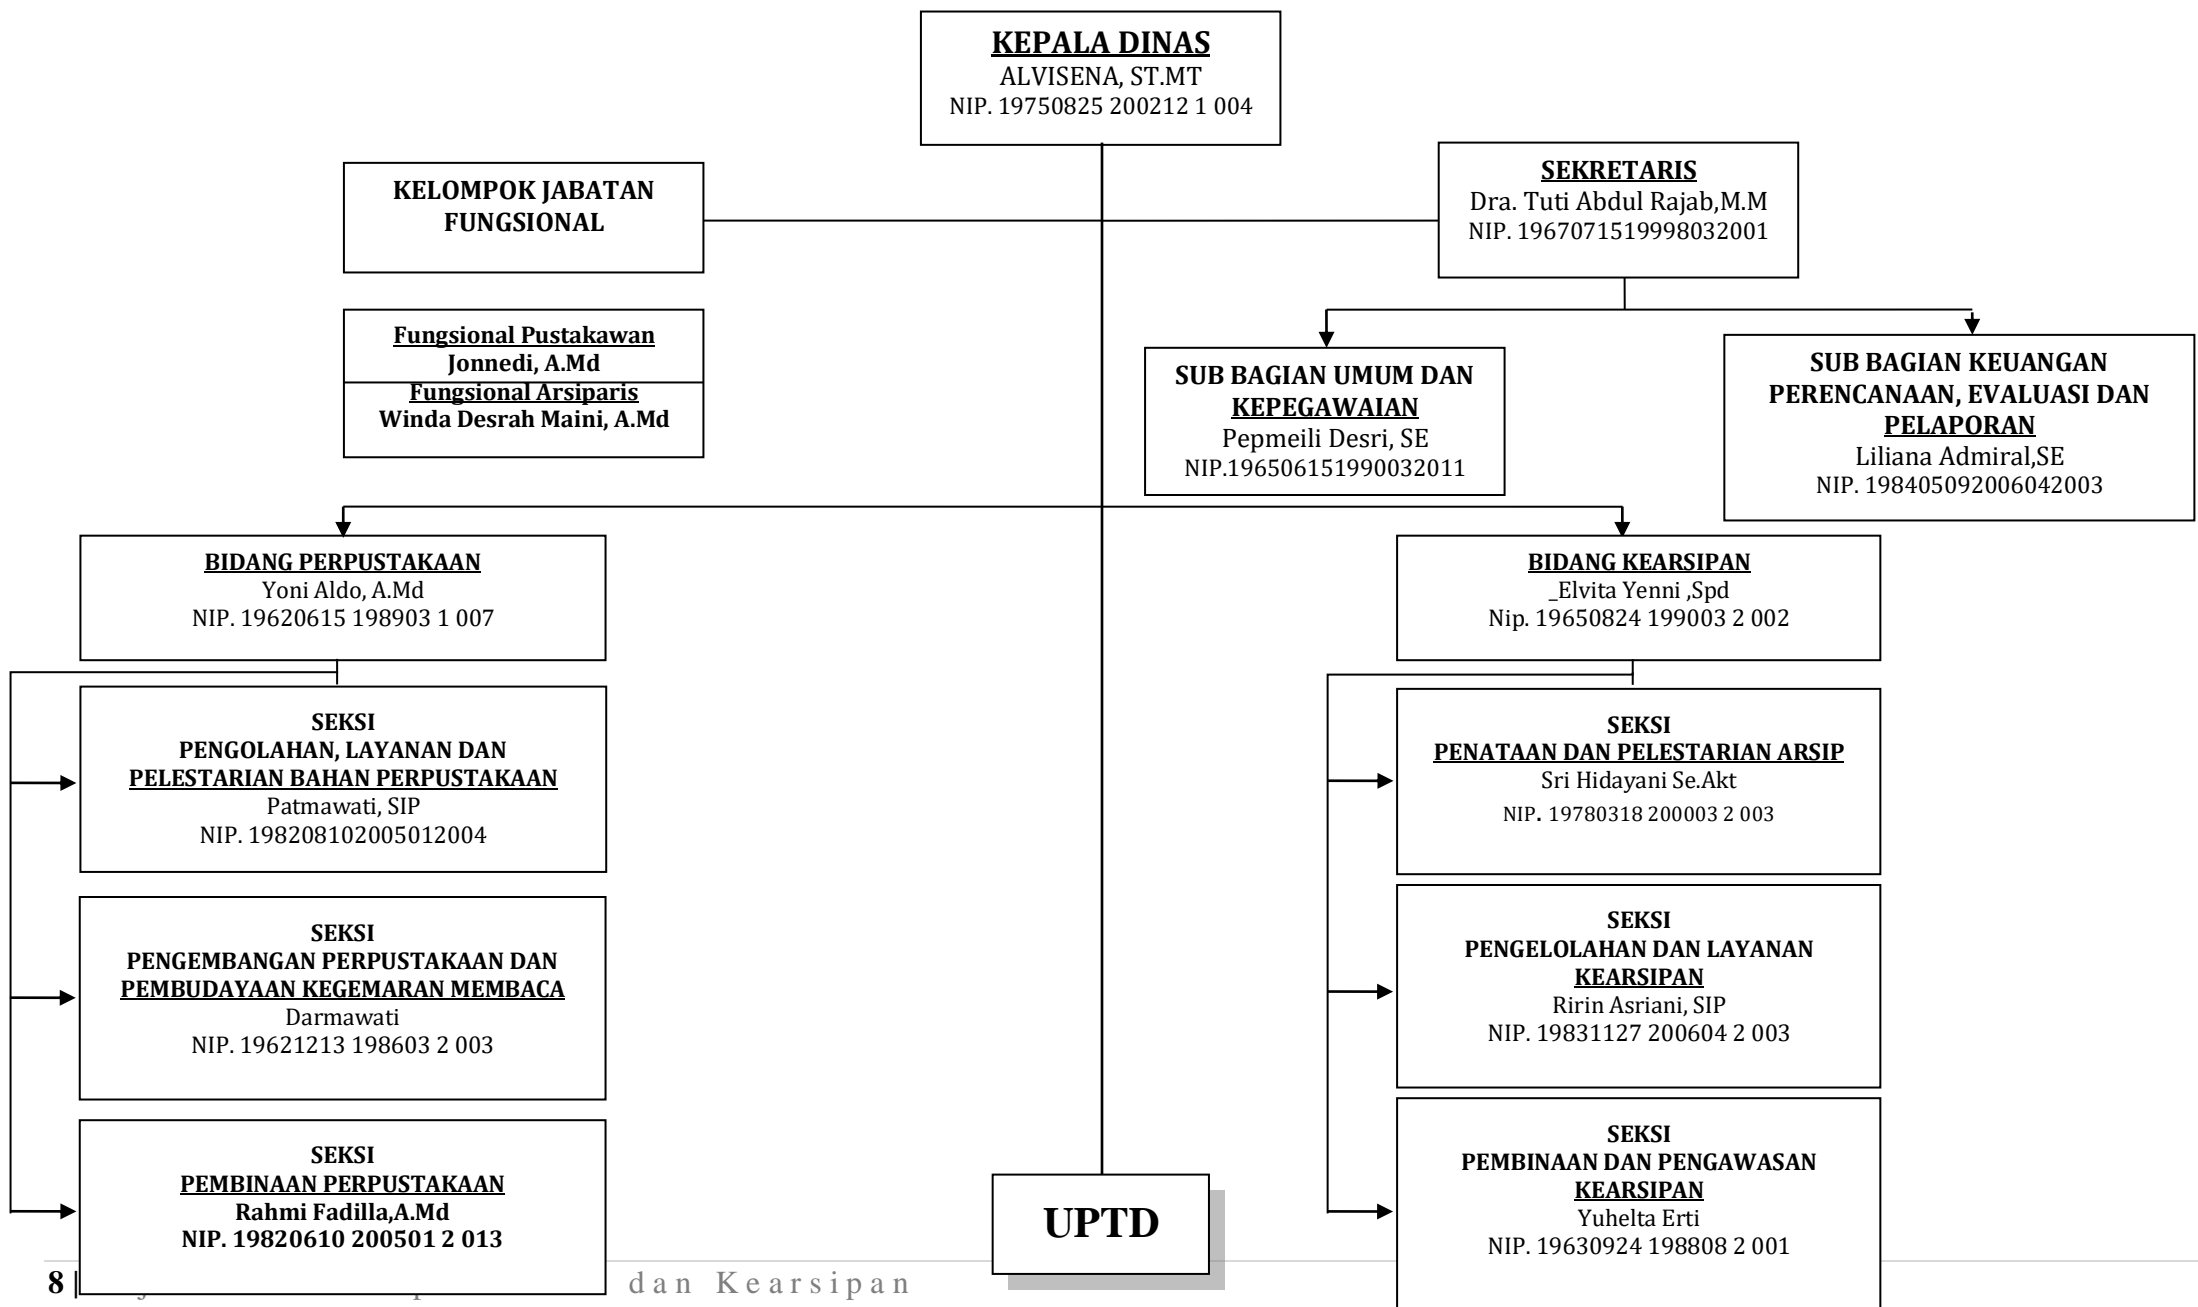 KEPALA DINAS
ALVISENA, ST.MT
NIP. 19750825 200212 1 004
KELOMPOK JABATAN
FUNGSIONAL
SEKRETARIS
Dra. Tuti Abdul Rajab,M.M
NIP. 1967071519998032001
Fungsional Pustakawan
Jonnedi, A.Md
Fungsional Arsiparis
Winda Desrah Maini, A.Md
SUB BAGIAN UMUM DAN
KEPEGAWAIAN
Pepmeili Desri, SE
NIP.196506151990032011
SUB BAGIAN KEUANGAN
PERENCANAAN, EVALUASI DAN
PELAPORAN
Liliana Admiral,SE
NIP. 198405092006042003
BIDANG PERPUSTAKAAN
Yoni Aldo, A.Md
NIP. 19620615 198903 1 007
SEKSI
PENGOLAHAN, LAYANAN DAN
PELESTARIAN BAHAN PERPUSTAKAAN
Patmawati, SIP
NIP. 198208102005012004
SEKSI
PENGEMBANGAN PERPUSTAKAAN DAN
PEMBUDAYAAN KEGEMARAN MEMBACA
Darmawati
NIP. 19621213 198603 2 003
SEKSI
PEMBINAAN PERPUSTAKAAN
Rahmi Fadilla,A.Md
NIP. 19820610 200501 2 013
BIDANG KEARSIPAN
_Elvita Yenni ,Spd
Nip. 19650824 199003 2 002
SEKSI
PENATAAN DAN PELESTARIAN ARSIP
Sri Hidayani Se.Akt
NIP. 19780318 200003 2 003
SEKSI
PENGELOLAHAN DAN LAYANAN
KEARSIPAN
Ririn Asriani, SIP
NIP. 19831127 200604 2 003
SEKSI
PEMBINAAN DAN PENGAWASAN
KEARSIPAN
Yuhelta Erti
NIP. 19630924 198808 2 001
UPTD
8 | dan Kearsipan